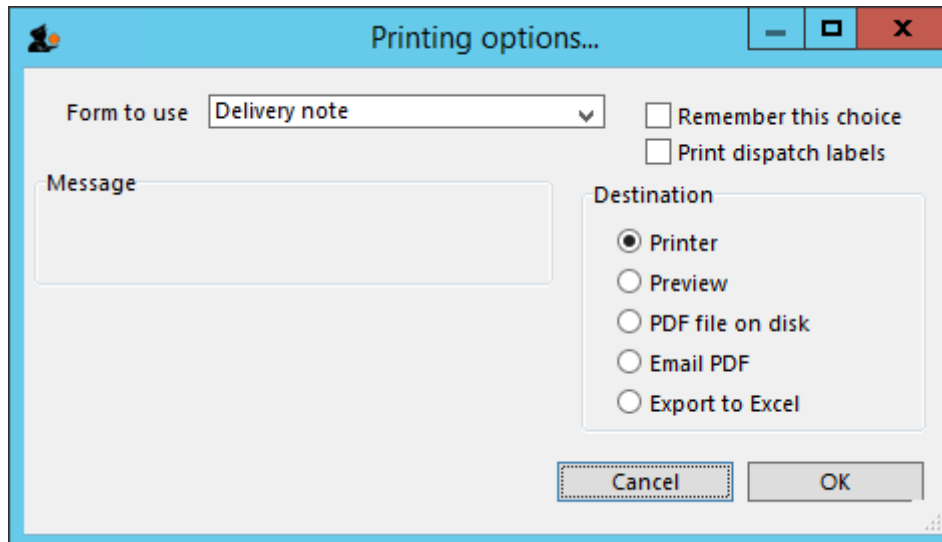 Printing options...
Form to use
Delivery note
Remember this choice
Print dispatch labels
Message
Destination
Printer
Preview
PDF file on disk
Email PDF
Export to Excel
Cancel
OK